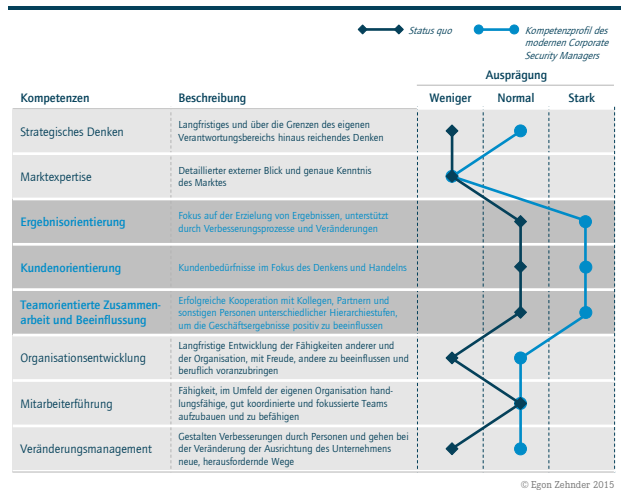 Status quo
Kompetenzprofil des
modernen Corporate
Security Managers
Ausprägung
Kompetenzen Beschreibung Weniger Normal Stark
Strategisches Denken
Langfristiges und über die Grenzen des eigenen
Verantwortungsbereichs hinaus reichendes Denken
Marktexpertise
Detaillierter externer Blick und genaue Kenntnis
des Marktes
Ergebnisorientierung
Fokus auf der Erzielung von Ergebnissen, unterstützt
durch Verbesserungsprozesse und Veränderungen
Kundenorientierung
Kundenbedürfnisse im Fokus des Denkens und Handelns
Teamorientierte Zusammen-
arbeit und Beeinflussung
Erfolgreiche Kooperation mit Kollegen, Partnern und
sonstigen Personen unterschiedlicher Hierarchiestufen,
um die Geschäftsergebnisse positiv zu beeinflussen
Organisationsentwicklung
Langfristige Entwicklung der Fähigkeiten anderer und
der Organisation, mit Freude, andere zu beeinflussen und
beruflich voranzubringen
Mitarbeiterführung
Fähigkeit, im Umfeld der eigenen Organisation hand-
lungsfähige, gut koordinierte und fokussierte Teams
aufzubauen und zu befähigen
Veränderungsmanagement
Gestalten Verbesserungen durch Personen und gehen bei
der Veränderung der Ausrichtung des Unternehmens
neue, herausfordernde Wege
© Egon Zehnder 2015